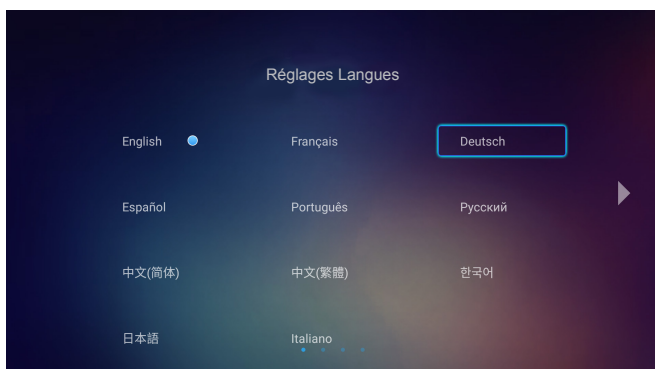 Réglages Langues
English Français Deutsch
Español Português Русский
中文(简体) 中文(繁體) 한국어
日本語 Italiano